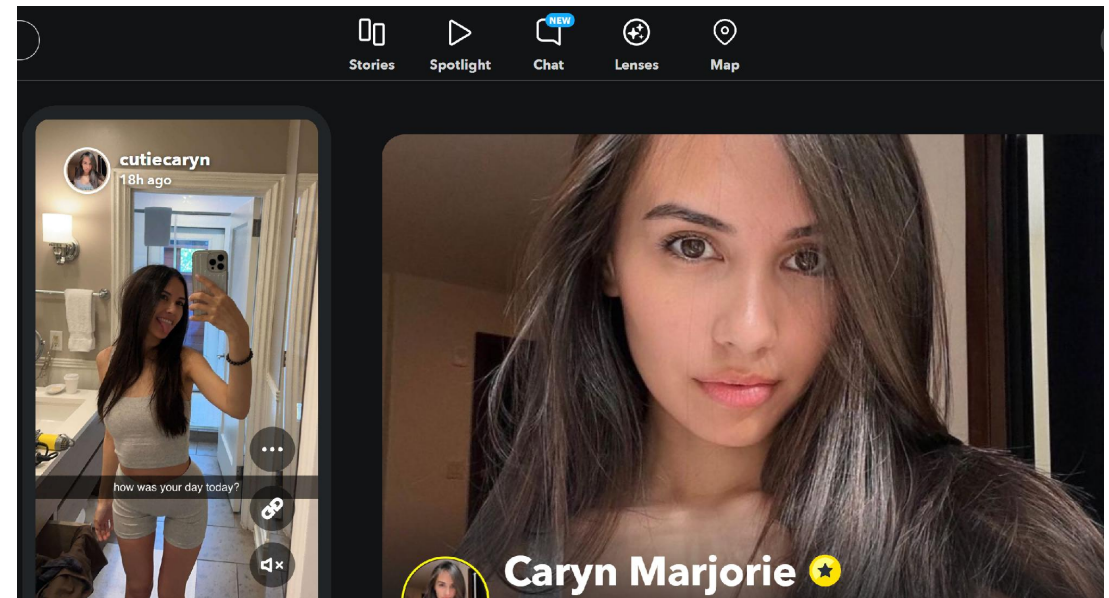 NEW
Stories
Spotlight
Chat
Lenses
Map
cutiecaryn
18h ago
how was your day today?
Caryn Marjorie